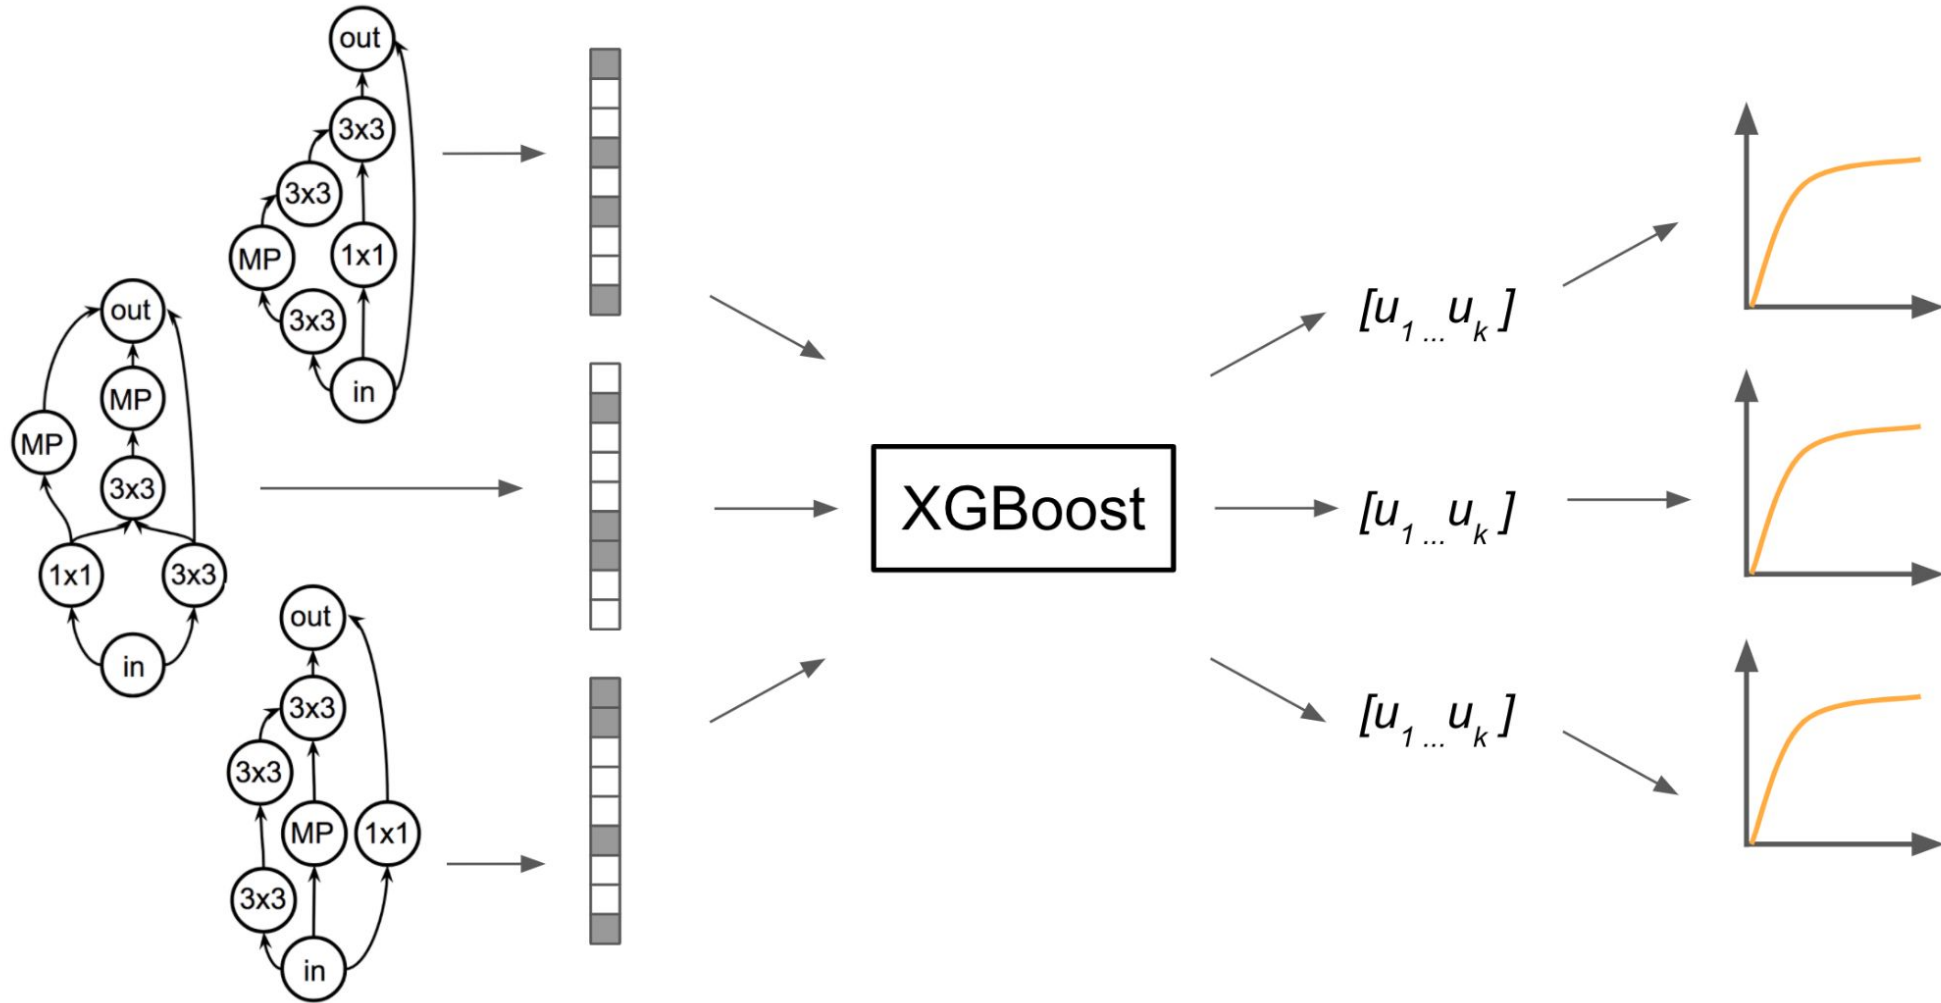 out
3x3
3x3
MP
1x1
3x3
in
out
MP
MP
3x3
1x1
3x3
in
out
3x3
3x3
MP
1x1
3x3
in
XGBoost
[u1 ... uk]
[u1 ... uk]
[u1 ... uk]